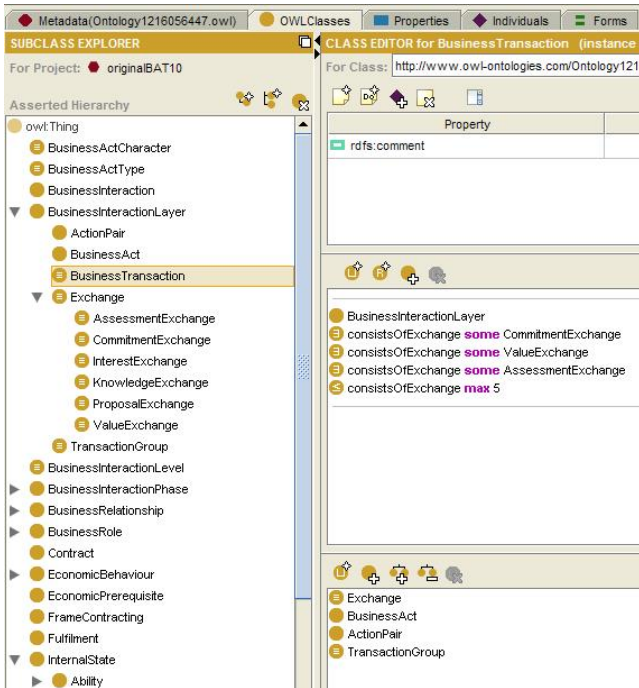 Metadata(Ontology1216056447.owl)
OWLClasses
Properties
Individuals
Forms
SUBCLASS EXPLORER
For Project: originalBAT10
Asserted Hierarchy
owl:Thing
BusinessActCharacter
BusinessActType
BusinessInteraction
BusinessInteractionLayer
ActionPair
BusinessAct
BusinessTransaction
Exchange
AssessmentExchange
CommitmentExchange
InterestExchange
KnowledgeExchange
ProposalExchange
ValueExchange
TransactionGroup
BusinessInteractionLevel
BusinessInteractionPhase
BusinessRelationship
BusinessRole
Contract
EconomicBehaviour
EconomicPrerequisite
FrameContracting
Fulfilment
InternalState
Ability
CLASS EDITOR for BusinessTransaction (instance
For Class: http://www.owl-ontologies.com/Ontology121
Property
rdfs:comment
BusinessInteractionLayer
consistsOfExchange some CommitmentExchange
consistsOfExchange some ValueExchange
consistsOfExchange some AssessmentExchange
consistsOfExchange max 5
Exchange
BusinessAct
ActionPair
TransactionGroup